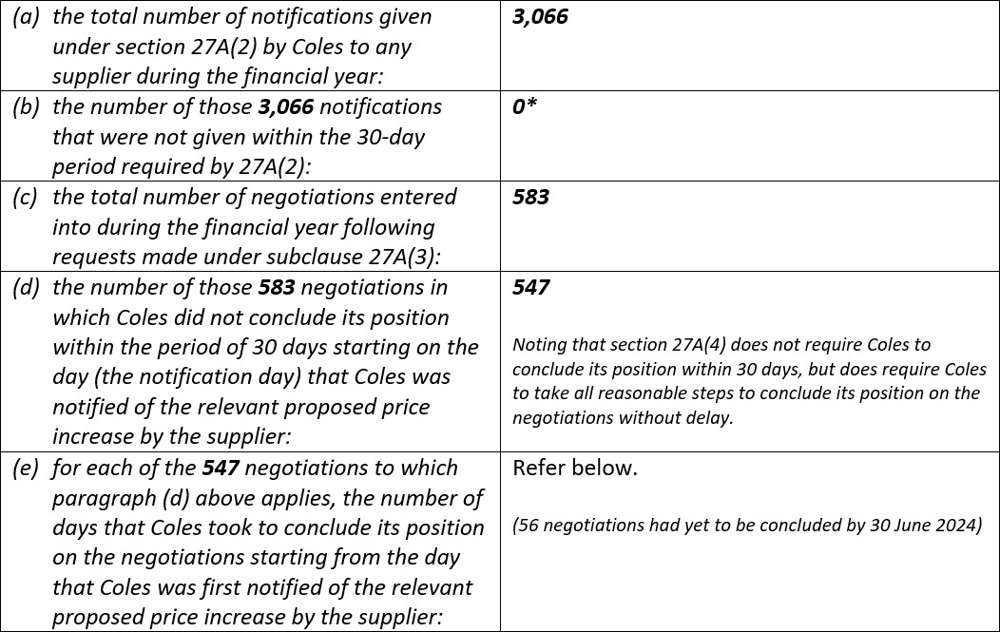 (a) the total number of notifications given
under section 27A(2) by Coles to any
supplier during the financial year:
3,066
(b) the number of those 3,066 notifications
that were not given within the 30-day
period required by 27A(2):
0*
(c) the total number of negotiations entered
into during the financial year following
requests made under subclause 27A(3):
583
(d) the number of those 583 negotiations in
which Coles did not conclude its position
within the period of 30 days starting on the
day (the notification day) that Coles was
notified of the relevant proposed price
increase by the supplier:
547
Noting that section 27A(4) does not require Coles to
conclude its position within 30 days, but does require Coles
to take all reasonable steps to conclude its position on the
negotiations without delay.
(e) for each of the 547 negotiations to which
paragraph (d) above applies, the number of
days that Coles took to conclude its position
on the negotiations starting from the day
that Coles was first notified of the relevant
proposed price increase by the supplier:
Refer below.
(56 negotiations had yet to be concluded by 30 June 2024)